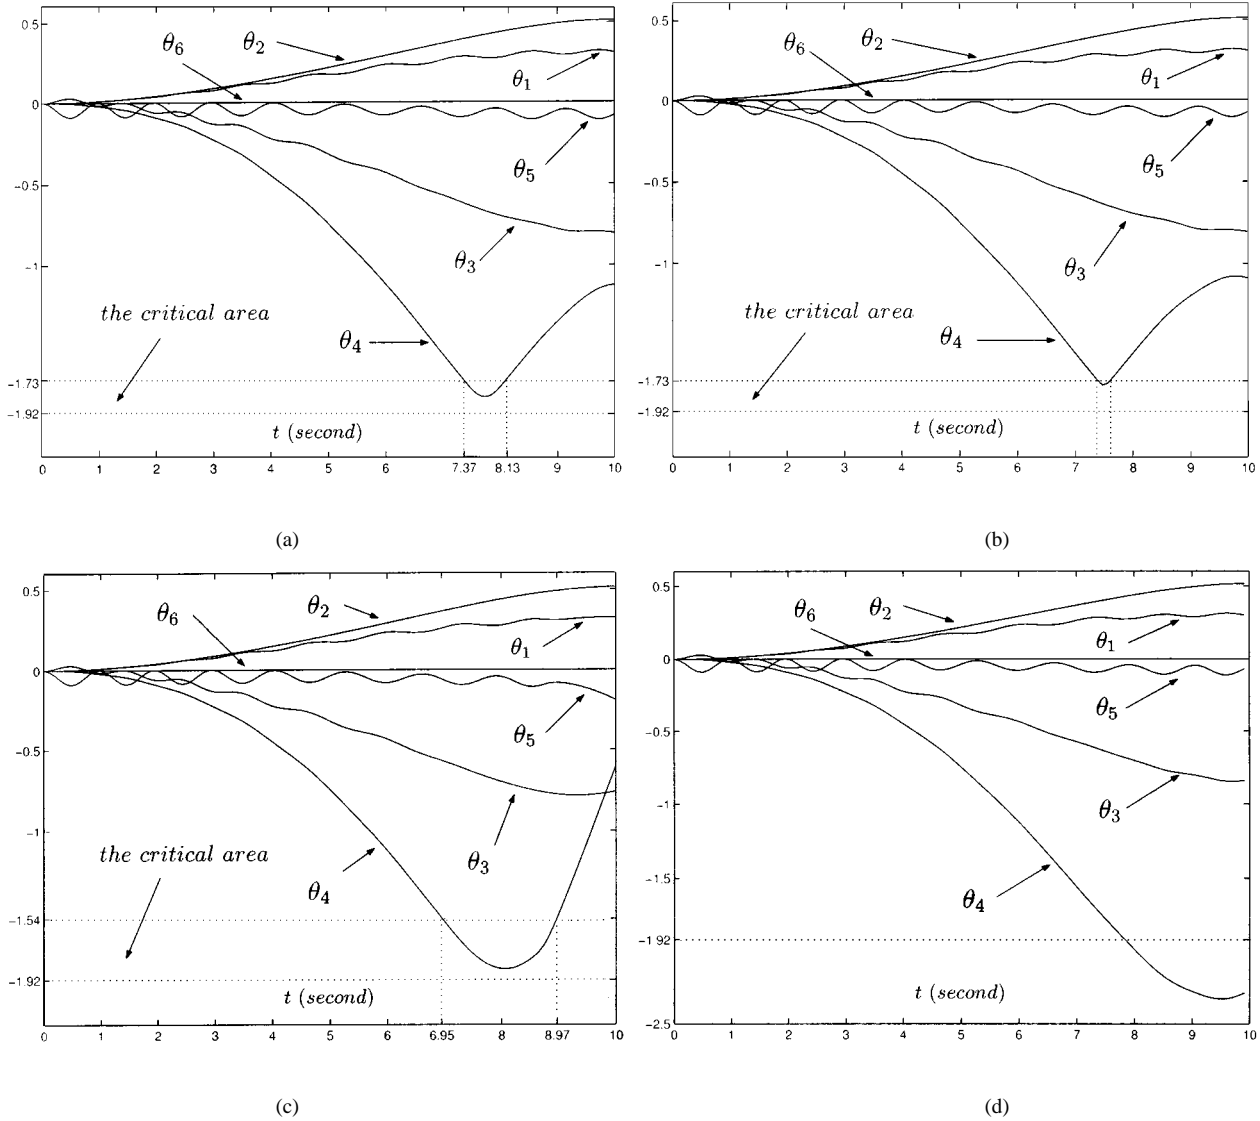 0.5
0
−0.5
−1
−1.73
−1.92
θ6
θ2
θ1
θ5
θ3
θ4
the critical area
t (second)
0 1 2 3 4 5 6 7.37 8.13 9 10
(a)
0.5
0
−0.5
−1
−1.73
−1.92
θ6
θ2
θ1
θ5
θ3
θ4
the critical area
t (second)
0 1 2 3 4 5 6 7 8 9 10
(b)
0.5
0
−0.5
−1
−1.54
−1.92
θ6
θ2
θ1
θ5
θ3
θ4
the critical area
t (second)
0 1 2 3 4 5 6.95 8 8.97 10
(c)
0.5
0
−0.5
−1
−1.5
−1.92
−2.5
θ6
θ2
θ1
θ5
θ3
θ4
t (second)
0 1 2 3 4 5 6 7 8 9 10
(d)